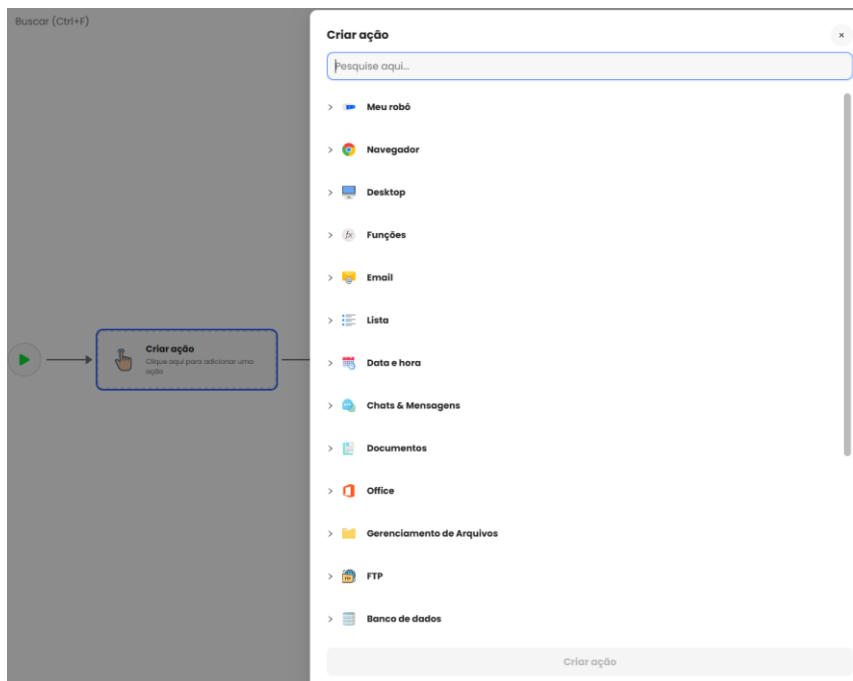 Buscar (Ctrl+F)
Criar ação
Clique aqui para adicionar uma
ação
Criar ação
×
Pesquise aqui...
Meu robô
Navegador
Desktop
fx
Funções
Email
Lista
Data e hora
Chats & Mensagens
Documentos
Office
Gerenciamento de Arquivos
FTP
Banco de dados
Criar ação